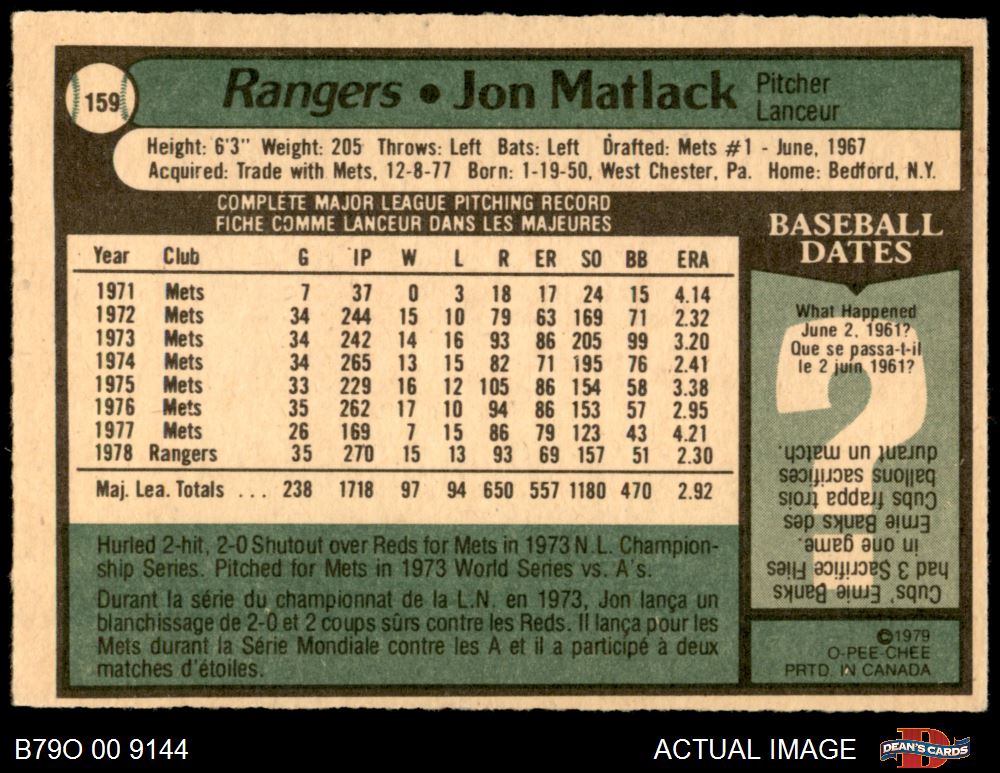 159
Rangers • Jon Matlack Pitcher
Lanceur
Height: 6'3" Weight: 205 Throws: Left Bats: Left Drafted: Mets #1 - June, 1967
Acquired: Trade with Mets, 12-8-77 Born: 1-19-50, West Chester, Pa. Home: Bedford, N.Y.
COMPLETE MAJOR LEAGUE PITCHING RECORD
FICHE COMME LANCEUR DANS LES MAJEURES
Year Club G IP W L R ER SO BB ERA
1971 Mets 7 37 0 3 18 17 24 15 4.14
1972 Mets 34 244 15 10 79 63 169 71 2.32
1973 Mets 34 242 14 16 93 86 205 99 3.20
1974 Mets 34 265 13 15 82 71 195 76 2.41
1975 Mets 33 229 16 12 105 86 154 58 3.38
1976 Mets 35 262 17 10 94 86 153 57 2.95
1977 Mets 26 169 7 15 86 79 123 43 4.21
1978 Rangers 35 270 15 13 93 69 157 51 2.30
Maj. Lea. Totals ... 238 1718 97 94 650 557 1180 470 2.92
Hurled 2-hit, 2-0 Shutout over Reds for Mets in 1973 N.L. Champion-
ship Series. Pitched for Mets in 1973 World Series vs. A's.
Durant la série du championnat de la L.N. en 1973, Jon lança un
blanchissage de 2-0 et 2 coups sûrs contre les Reds. Il lança pour les
Mets durant la Série Mondiale contre les A et il a participé à deux
matches d'étoiles.
BASEBALL
DATES
What Happened
June 2, 1961?
Que se passa-t-il
le 2 juin 1961?
Cubs' Ernie Banks
had 3 Sacrifice Flies
in one game.
Ernie Banks des
Cubs frappa trois
ballons sacrifices
durant un match.
©1979
O-PEE-CHEE
PRTD. IN CANADA
B79O 00 9144
ACTUAL IMAGE
DEAN'S CARDS